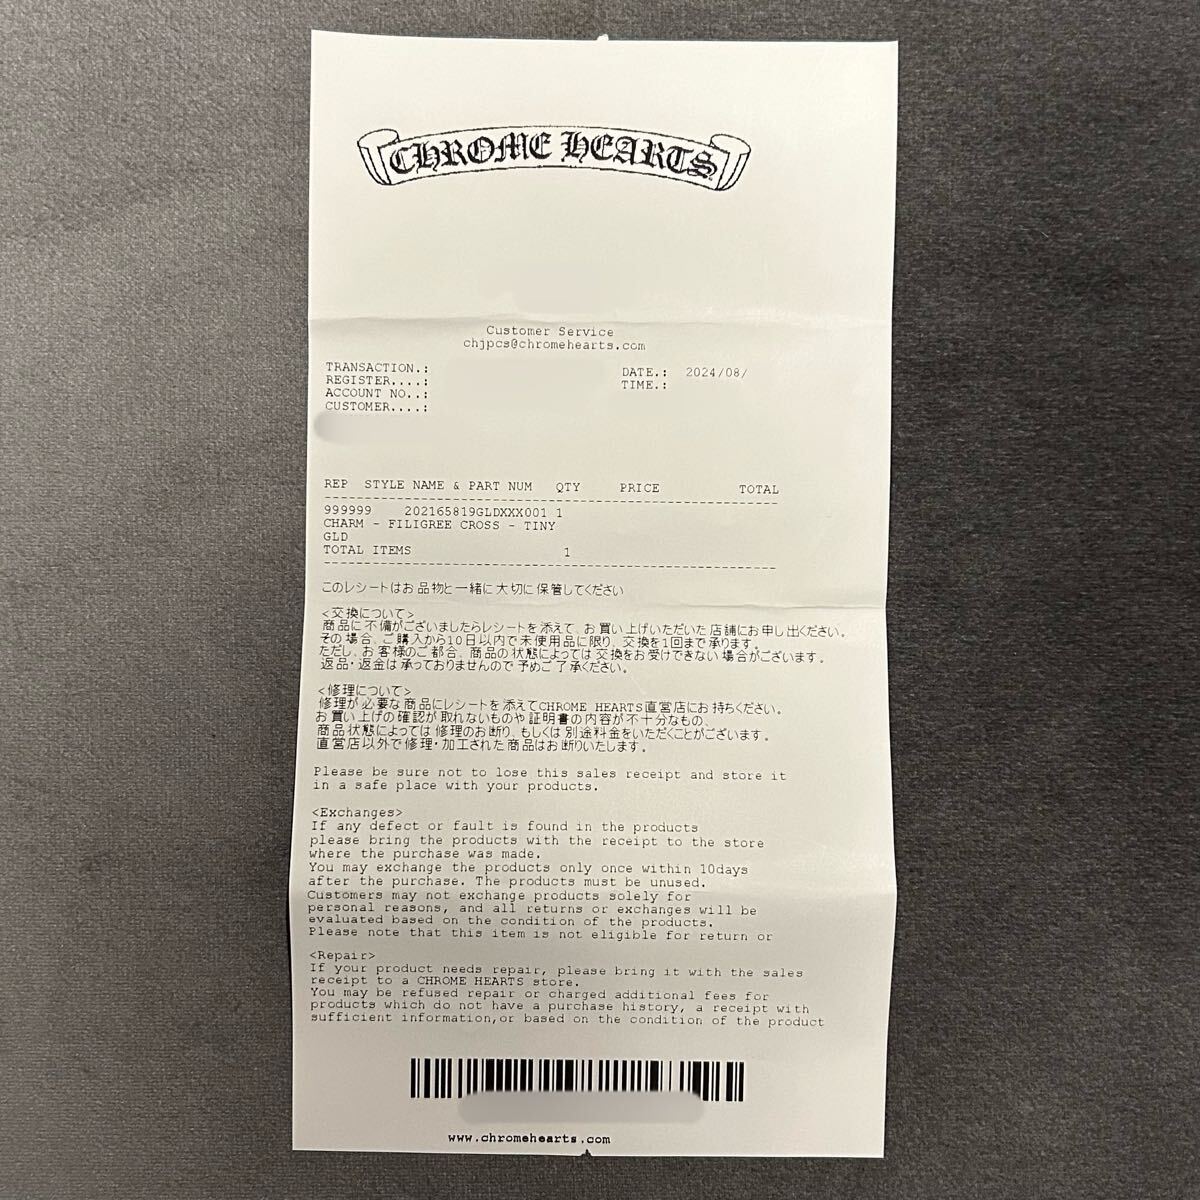 CHROME HEARTS
Customer Service
chjpcs@chromehearts.com
TRANSACTION.:
DATE.: 2024/08/
REGISTER....:
TIME.:
ACCOUNT NO..:
CUSTOMER....:
REP STYLE NAME & PART NUM QTY PRICE TOTAL
999999 202165819GLDXXX001 1
CHARM - FILIGREE CROSS - TINY
GLD
TOTAL ITEMS 1
このレシートはお品物と一緒に大切に保管してください
<交換について>
商品に不備がございましたらレシートを添えて、お買い上げいただいた店舗にお申し出ください。
その場合、ご購入から10日以内で未使用品に限り、交換を1回まで承ります。
ただし、お客様のご都合、商品の状態によっては交換をお受けできない場合がございます。
返品・返金は承っておりませんので予めご了承ください。
<修理について>
修理が必要な商品にレシートを添えてCHROME HEARTS直営店にお持ちください。
お買い上げの確認が取れないものや証明書の内容が不十分なもの、
商品状態によっては修理のお断り、もしくは別途料金をいただくことがございます。
直営店以外で修理・加工された商品はお断りいたします。
Please be sure not to lose this sales receipt and store it
in a safe place with your products.
<Exchanges>
If any defect or fault is found in the products
please bring the products with the receipt to the store
where the purchase was made.
You may exchange the products only once within 10days
after the purchase. The products must be unused.
Customers may not exchange products solely for
personal reasons, and all returns or exchanges will be
evaluated based on the condition of the products.
Please note that this item is not eligible for return or
<Repair>
If your product needs repair, please bring it with the sales
receipt to a CHROME HEARTS store.
You may be refused repair or charged additional fees for
products which do not have a purchase history, a receipt with
sufficient information,or based on the condition of the product
www.chromehearts.com